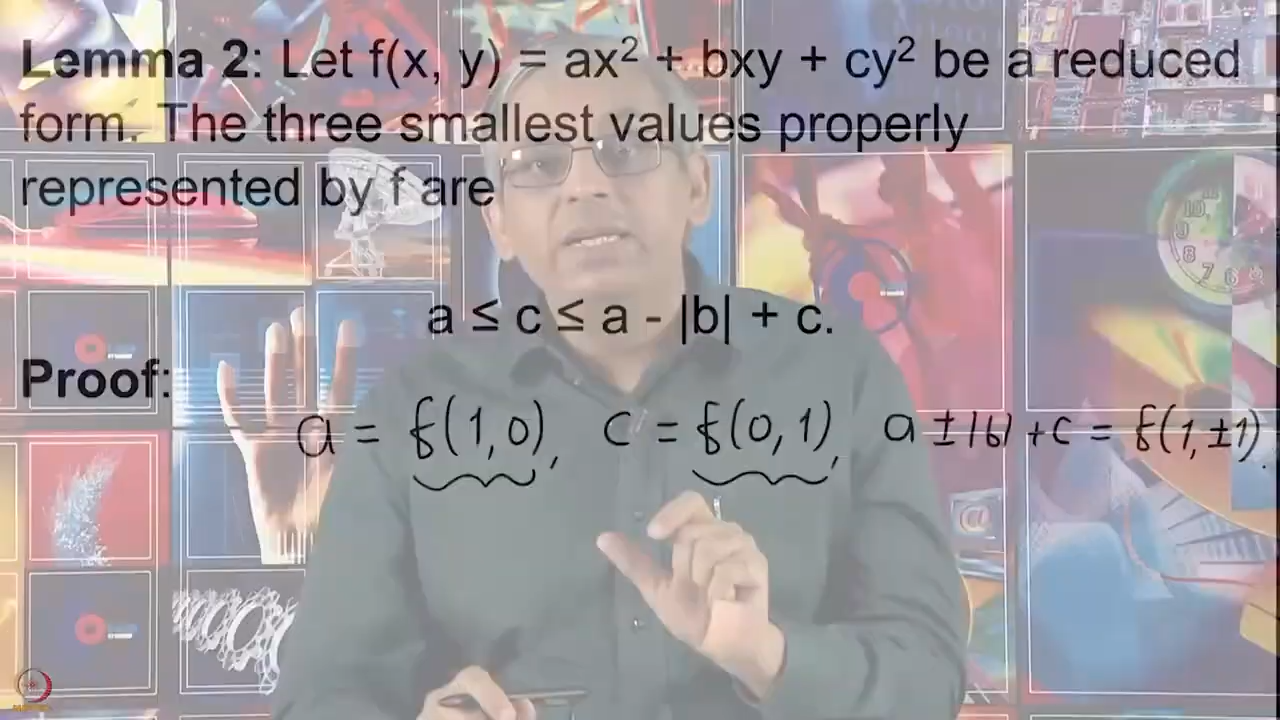 Lemma 2: Let f(x, y) = ax² + bxy + cy² be a reduced
form. The three smallest values properly
represented by f are
a ≤ c ≤ a - |b| + c.
Proof:
a = f(1,0), c = f(0,1), a ± |b| + c = f(1,±1).